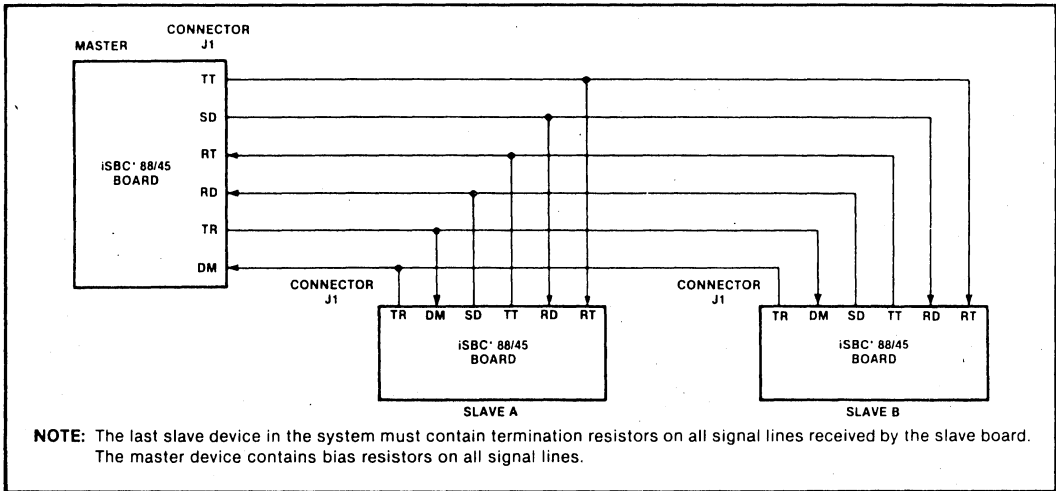 CONNECTOR
J1
MASTER
TT
SD
RT
RD
TR
DM
iSBC* 88/45
BOARD
CONNECTOR
J1
CONNECTOR
J1
TR DM SD TT RD RT
TR DM SD TT RD RT
iSBC* 88/45
BOARD
iSBC* 88/45
BOARD
SLAVE A
SLAVE B
NOTE: The last slave device in the system must contain termination resistors on all signal lines received by the slave board.
The master device contains bias resistors on all signal lines.